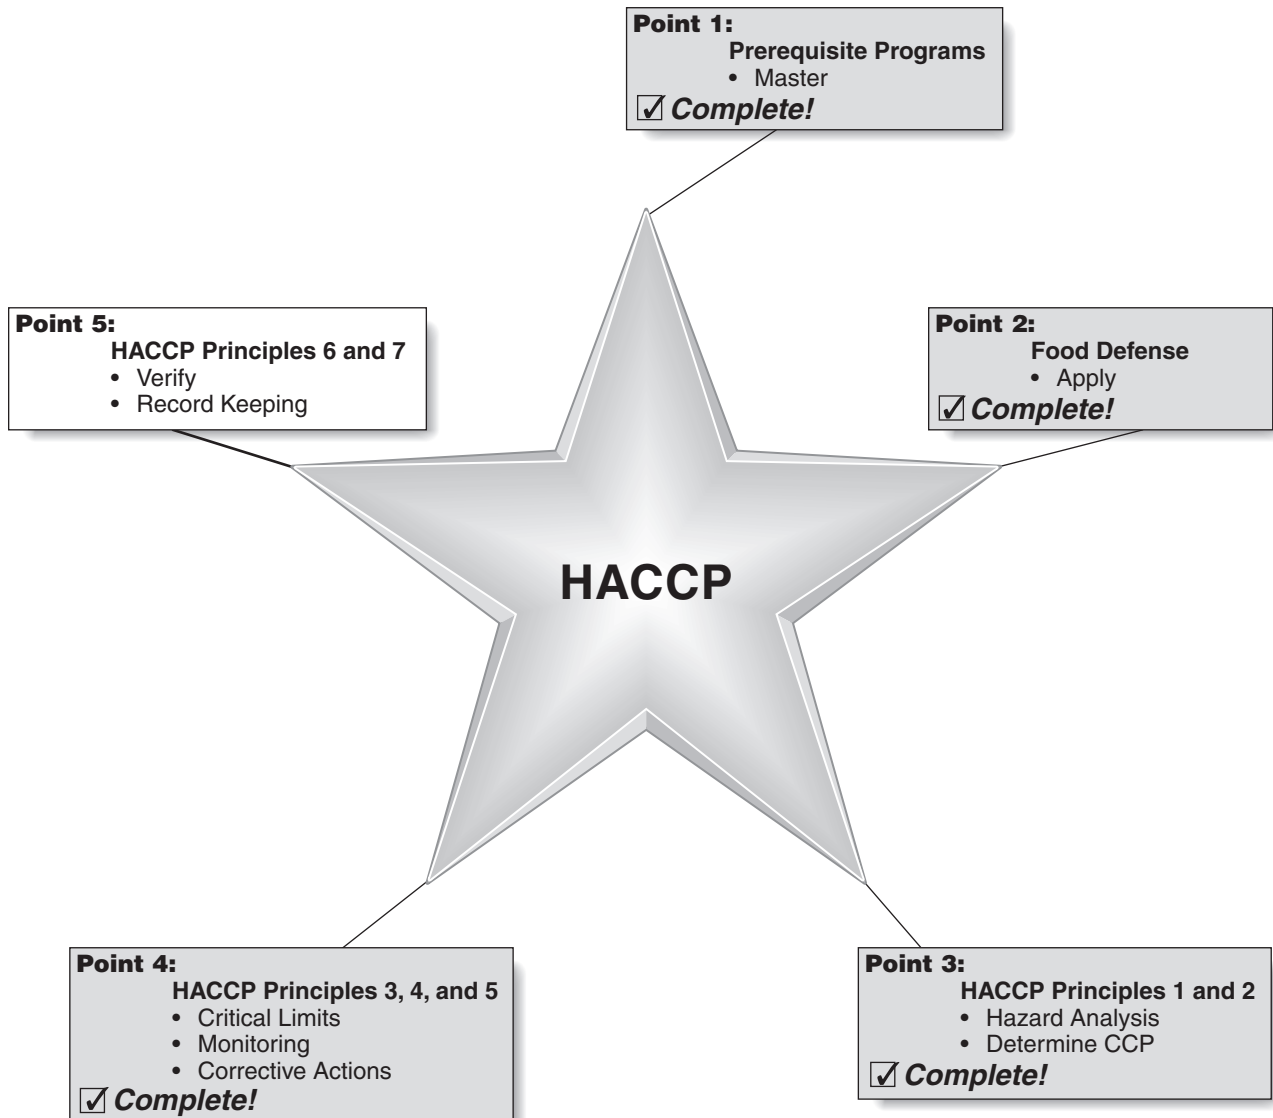 Point 1:
Prerequisite Programs
• Master
☑ Complete!
Point 5:
HACCP Principles 6 and 7
• Verify
• Record Keeping
Point 2:
Food Defense
• Apply
☑ Complete!
HACCP
Point 4:
HACCP Principles 3, 4, and 5
• Critical Limits
• Monitoring
• Corrective Actions
☑ Complete!
Point 3:
HACCP Principles 1 and 2
• Hazard Analysis
• Determine CCP
☑ Complete!